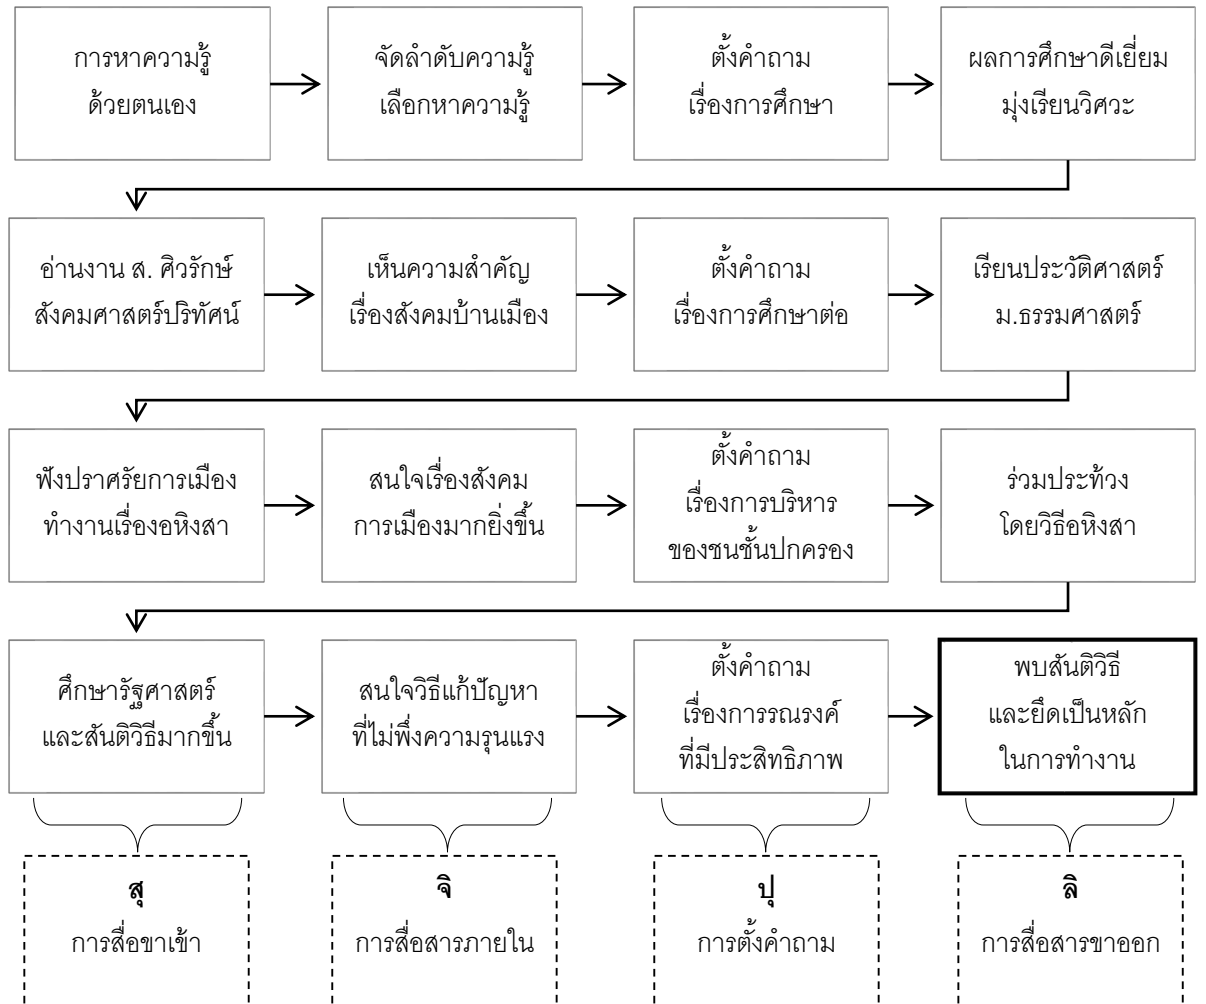 การหาความรู้
ด้วยตนเอง
จัดลำดับความรู้
เลือกหาความรู้
ตั้งคำถาม
เรื่องการศึกษา
ผลการศึกษาดีเยี่ยม
มุ่งเรียนวิศวะ
อ่านงาน ส. ศิวรักษ์
สังคมศาสตร์ปริทัศน์
เห็นความสำคัญ
เรื่องสังคมบ้านเมือง
ตั้งคำถาม
เรื่องการศึกษาต่อ
เรียนประวัติศาสตร์
ม.ธรรมศาสตร์
ฟังปราศรัยการเมือง
ทำงานเรื่องอหิงสา
สนใจเรื่องสังคม
การเมืองมากยิ่งขึ้น
ตั้งคำถาม
เรื่องการบริหาร
ของชนชั้นปกครอง
ร่วมประท้วง
โดยวิธีอหิงสา
ศึกษารัฐศาสตร์
และสันติวิธีมากขึ้น
สนใจวิธีแก้ปัญหา
ที่ไม่พึ่งความรุนแรง
ตั้งคำถาม
เรื่องการรณรงค์
ที่มีประสิทธิภาพ
พบสันติวิธี
และยึดเป็นหลัก
ในการทำงาน
สุ
การสื่อขาเข้า
จิ
การสื่อสารภายใน
ปุ
การตั้งคำถาม
ลิ
การสื่อสารขาออก